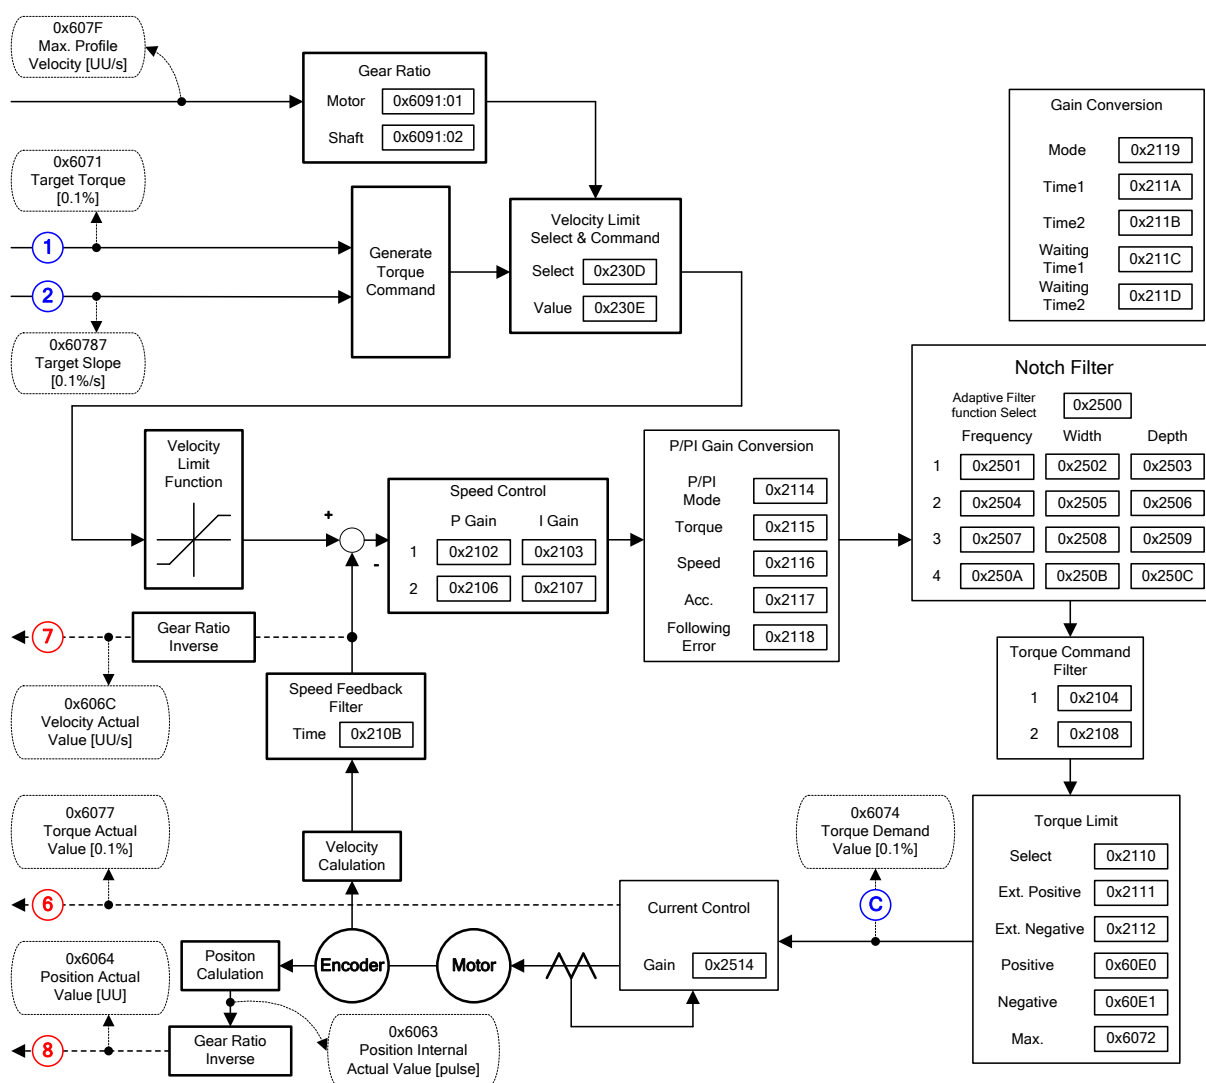 0x607F
Max. Profile
Velocity [UU/s]
Gear Ratio
Motor 0x6091:01
Shaft 0x6091:02
Gain Conversion
Mode 0x2119
Time1 0x211A
Time2 0x211B
Waiting
Time1 0x211C
Waiting
Time2 0x211D
0x6071
Target Torque
[0.1%]
1
2
0x60787
Target Slope
[0.1%/s]
Generate
Torque
Command
Velocity Limit
Select & Command
Select 0x230D
Value 0x230E
Notch Filter
Adaptive Filter
function Select 0x2500
Frequency Width Depth
1 0x2501 0x2502 0x2503
2 0x2504 0x2505 0x2506
3 0x2507 0x2508 0x2509
4 0x250A 0x250B 0x250C
Velocity
Limit
Function
+
-
Speed Control
P Gain I Gain
1 0x2102 0x2103
2 0x2106 0x2107
P/PI Gain Conversion
P/PI
Mode 0x2114
Torque 0x2115
Speed 0x2116
Acc. 0x2117
Following
Error 0x2118
7
Gear Ratio
Inverse
0x606C
Velocity Actual
Value [UU/s]
Speed Feedback
Filter
Time 0x210B
Torque Command
Filter
1 0x2104
2 0x2108
0x6077
Torque Actual
Value [0.1%]
Velocity
Calulation
0x6074
Torque Demand
Value [0.1%]
Torque Limit
Select 0x2110
Ext. Positive 0x2111
Ext. Negative 0x2112
Positive 0x60E0
Negative 0x60E1
Max. 0x6072
6
C
Current Control
Gain 0x2514
0x6064
Position Actual
Value [UU]
Positon
Calulation
Encoder
Motor
8
Gear Ratio
Inverse
0x6063
Position Internal
Actual Value [pulse]